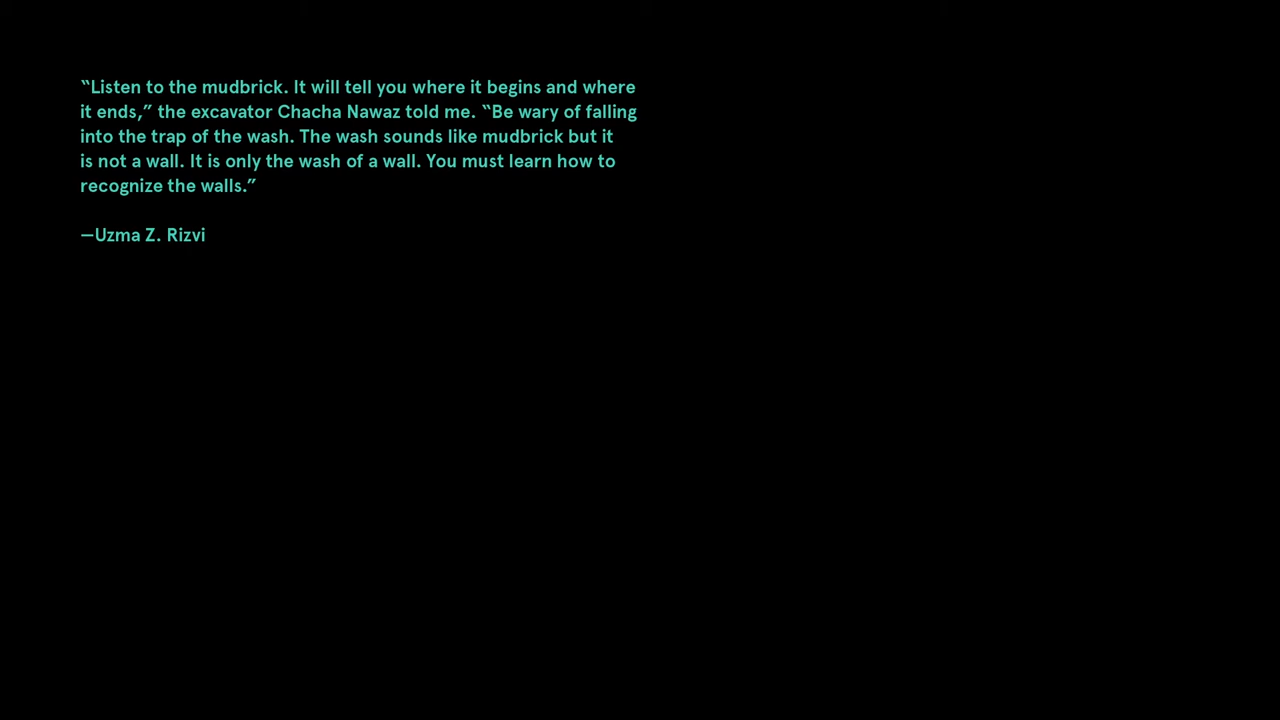 “Listen to the mudbrick. It will tell you where it begins and where
it ends,” the excavator Chacha Nawaz told me. “Be wary of falling
into the trap of the wash. The wash sounds like mudbrick but it
is not a wall. It is only the wash of a wall. You must learn how to
recognize the walls.”
—Uzma Z. Rizvi